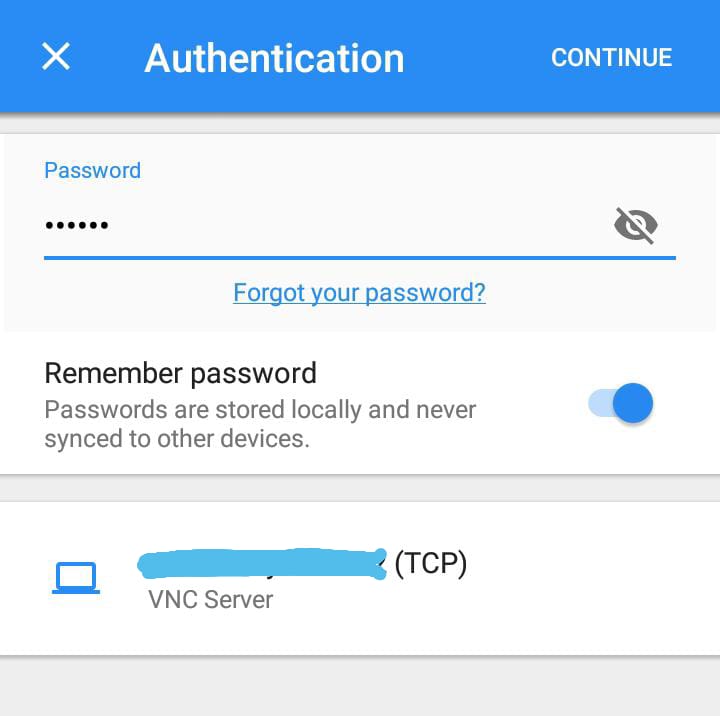 Authentication
CONTINUE
Password
••••••
Forgot your password?
Remember password
Passwords are stored locally and never
synced to other devices.
(TCP)
VNC Server